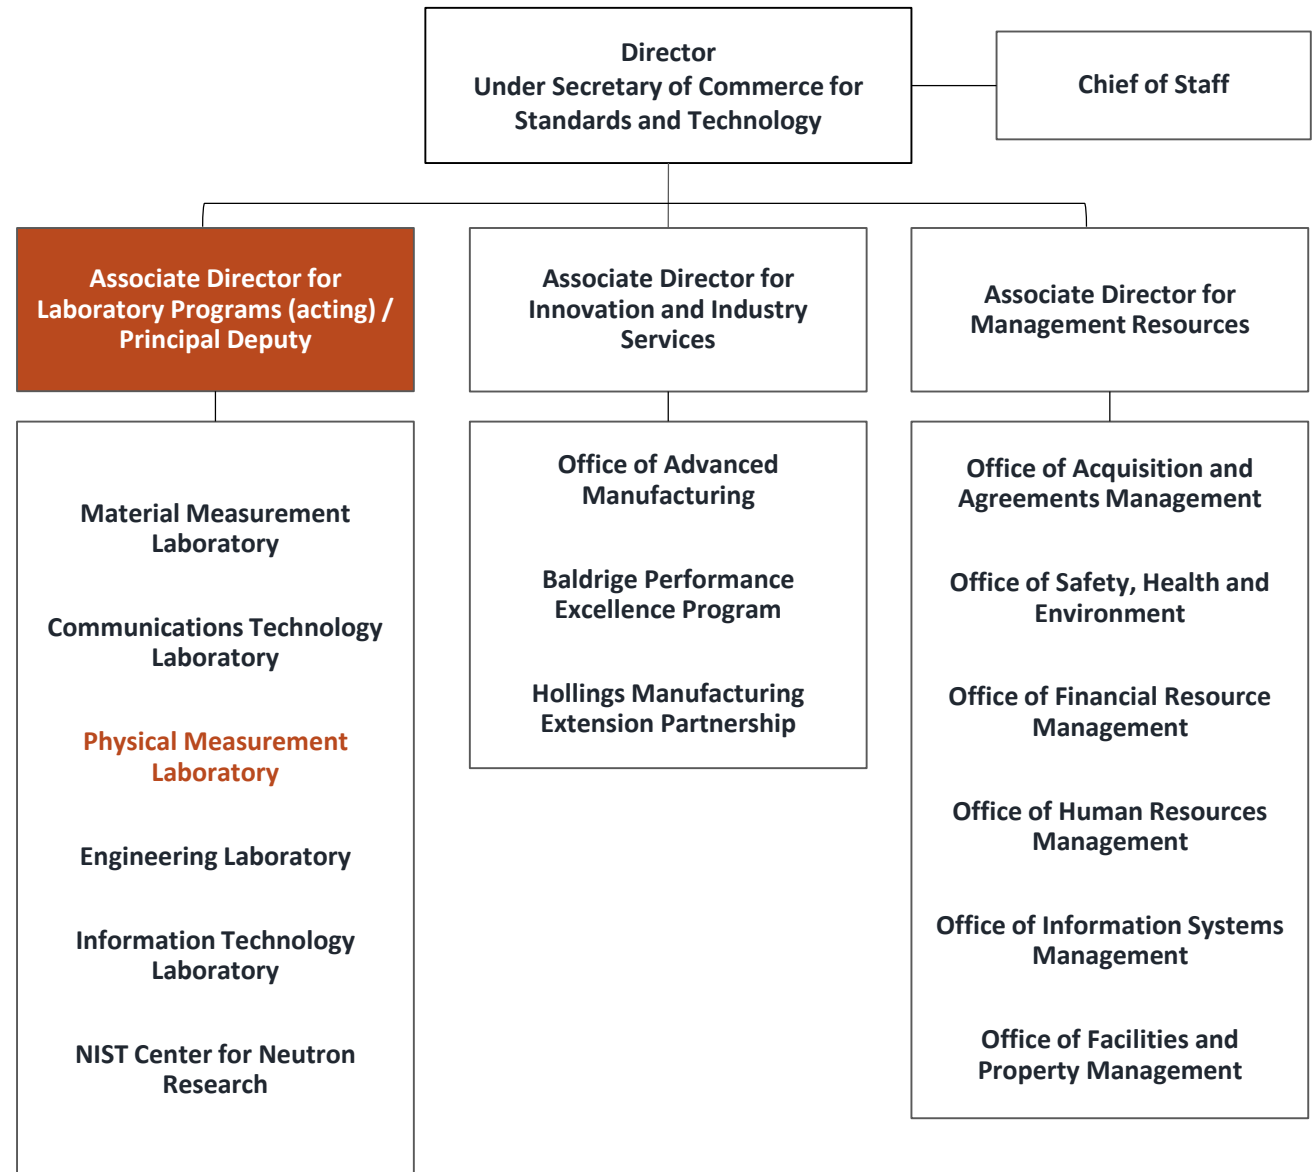 Director
Under Secretary of Commerce for
Standards and Technology
Chief of Staff
Associate Director for
Laboratory Programs (acting) /
Principal Deputy
Associate Director for
Innovation and Industry
Services
Associate Director for
Management Resources
Material Measurement
Laboratory
Communications Technology
Laboratory
Physical Measurement
Laboratory
Engineering Laboratory
Information Technology
Laboratory
NIST Center for Neutron
Research
Office of Advanced
Manufacturing
Baldrige Performance
Excellence Program
Hollings Manufacturing
Extension Partnership
Office of Acquisition and
Agreements Management
Office of Safety, Health and
Environment
Office of Financial Resource
Management
Office of Human Resources
Management
Office of Information Systems
Management
Office of Facilities and
Property Management